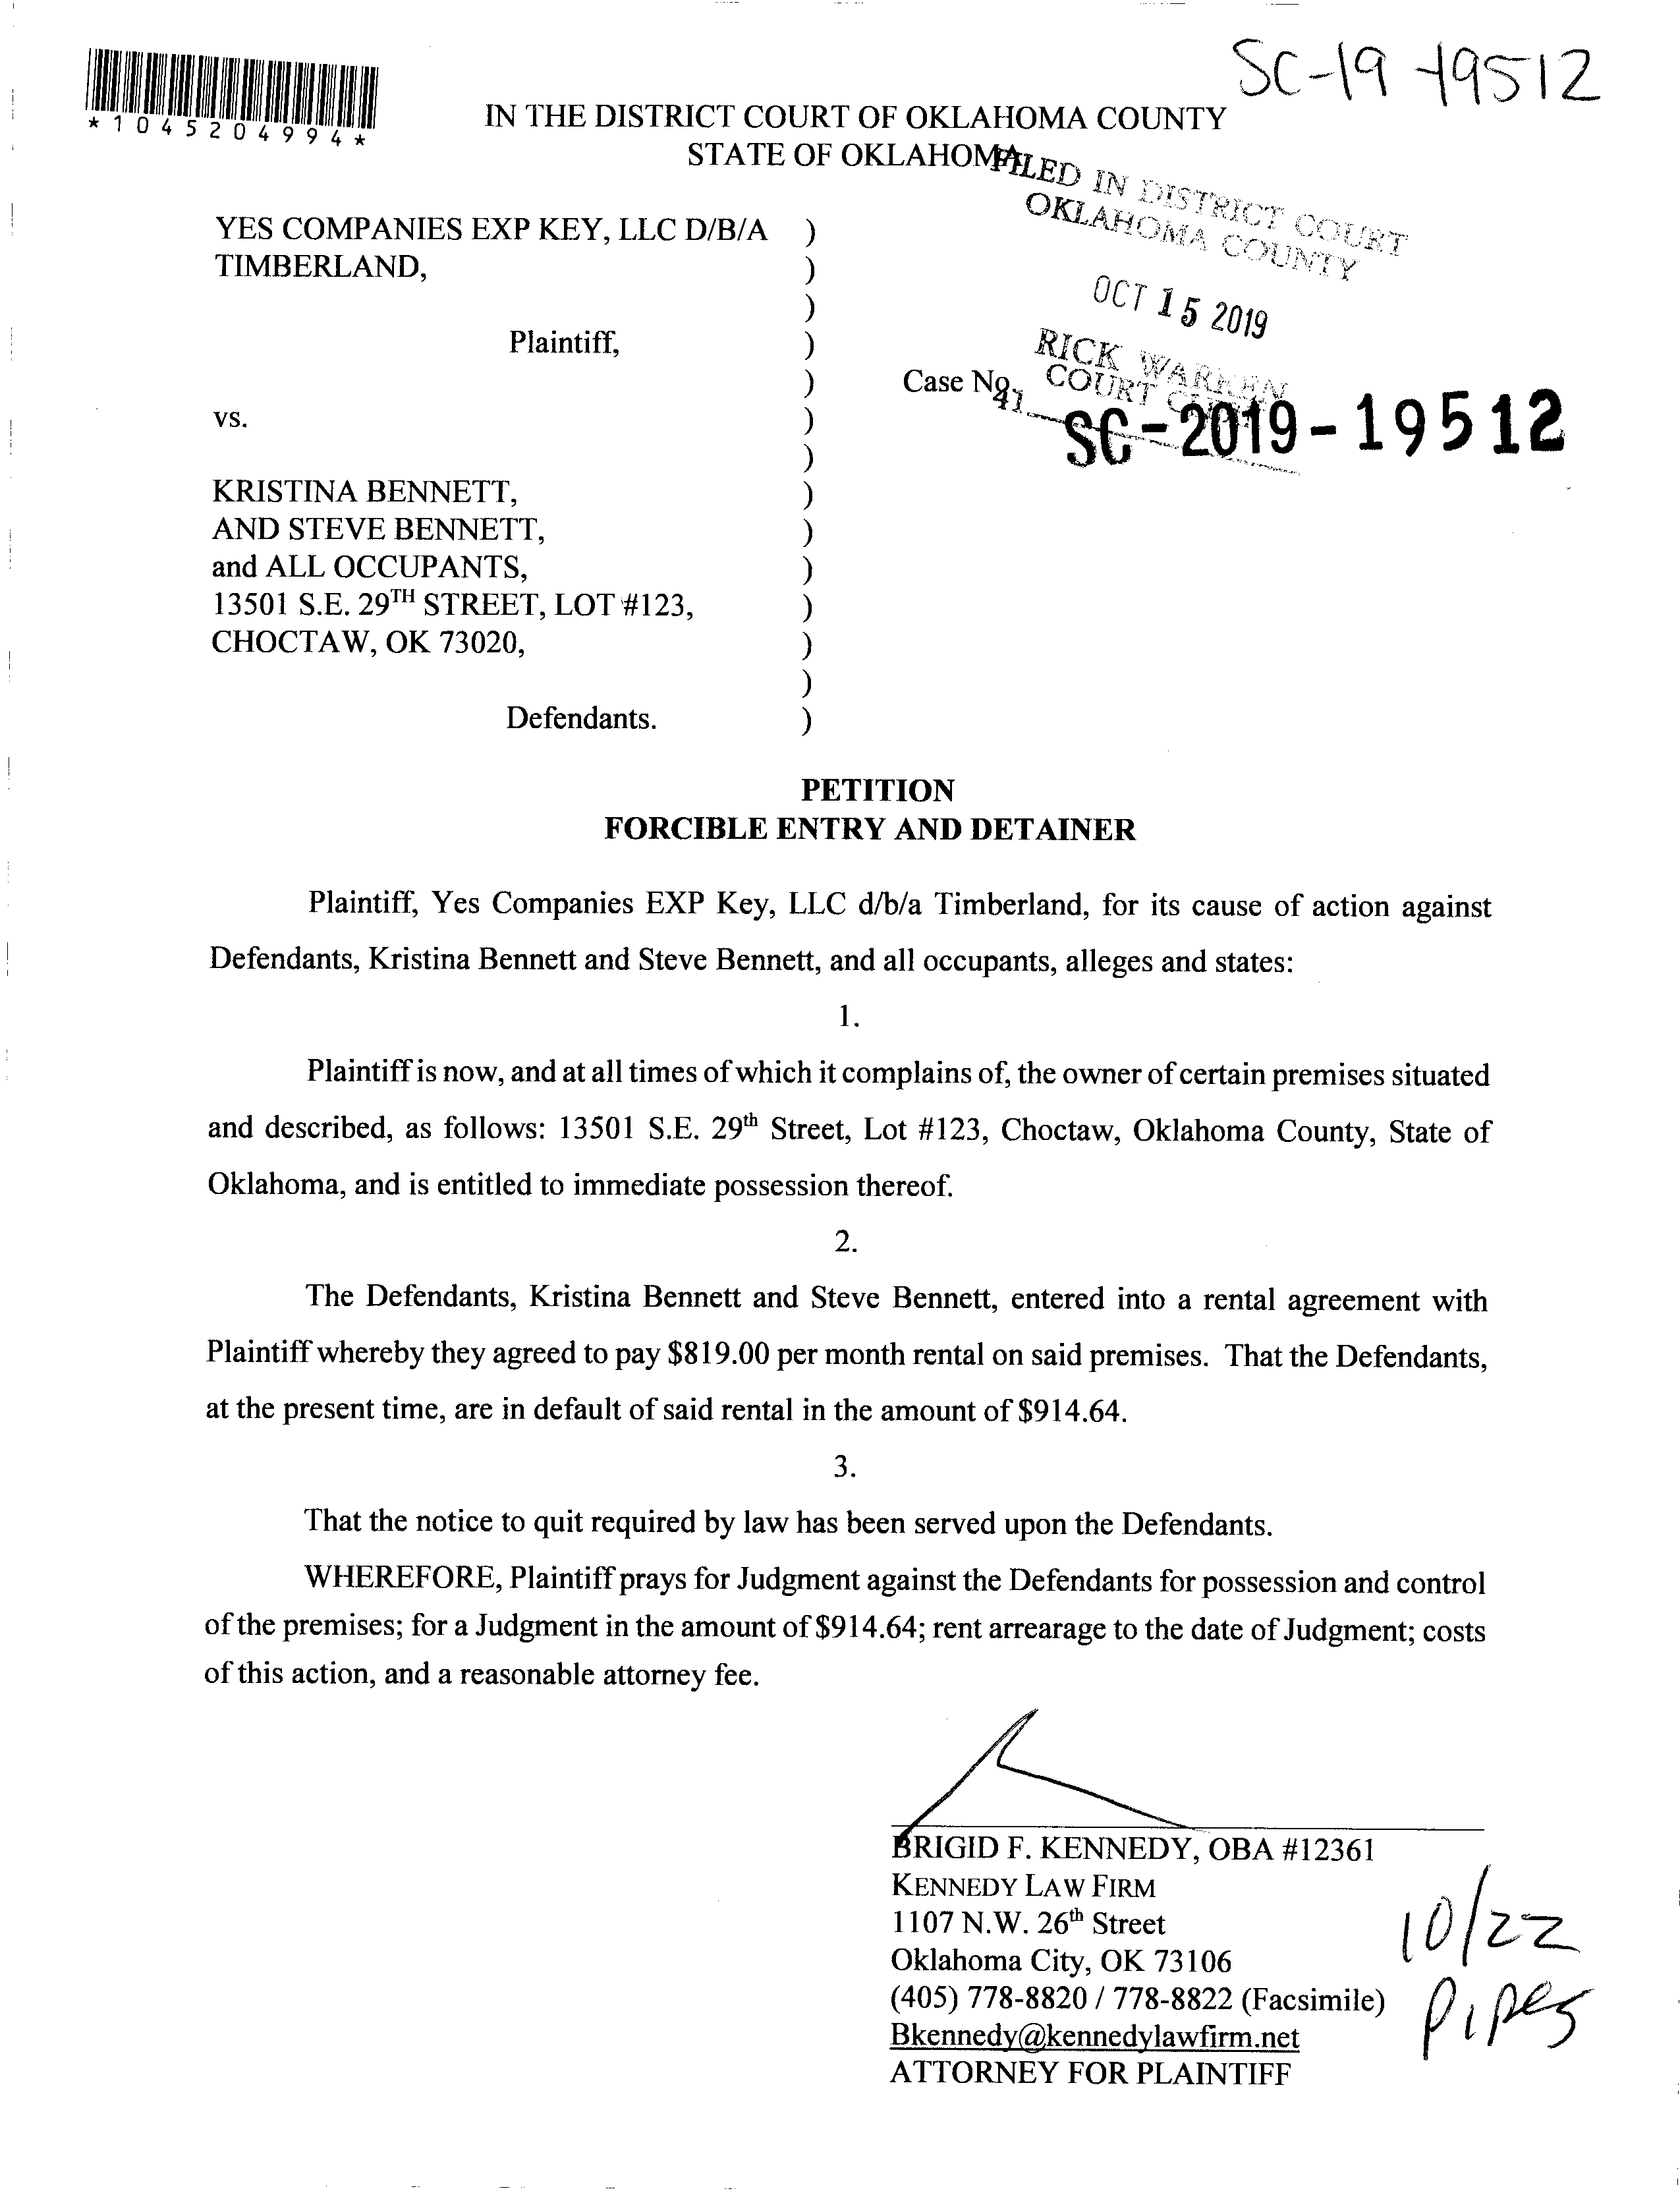 SC-19-19512
*1045204994*
IN THE DISTRICT COURT OF OKLAHOMA COUNTY
STATE OF OKLAHOMA
FILED IN DISTRICT COURT
OKLAHOMA COUNTY
OCT 15 2019
RICK WARREN
COURT CLERK
41
YES COMPANIES EXP KEY, LLC D/B/A )
TIMBERLAND, )
)
Plaintiff, )
) Case No. SC-2019-19512
vs. )
)
KRISTINA BENNETT, )
AND STEVE BENNETT, )
and ALL OCCUPANTS, )
13501 S.E. 29TH STREET, LOT #123, )
CHOCTAW, OK 73020, )
)
Defendants. )
PETITION
FORCIBLE ENTRY AND DETAINER
Plaintiff, Yes Companies EXP Key, LLC d/b/a Timberland, for its cause of action against
Defendants, Kristina Bennett and Steve Bennett, and all occupants, alleges and states:
1.
Plaintiff is now, and at all times of which it complains of, the owner of certain premises situated
and described, as follows: 13501 S.E. 29th Street, Lot #123, Choctaw, Oklahoma County, State of
Oklahoma, and is entitled to immediate possession thereof.
2.
The Defendants, Kristina Bennett and Steve Bennett, entered into a rental agreement with
Plaintiff whereby they agreed to pay $819.00 per month rental on said premises. That the Defendants,
at the present time, are in default of said rental in the amount of $914.64.
3.
That the notice to quit required by law has been served upon the Defendants.
WHEREFORE, Plaintiff prays for Judgment against the Defendants for possession and control
of the premises; for a Judgment in the amount of $914.64; rent arrearage to the date of Judgment; costs
of this action, and a reasonable attorney fee.
BRIGID F. KENNEDY, OBA #12361
KENNEDY LAW FIRM
1107 N.W. 26th Street
Oklahoma City, OK 73106
(405) 778-8820 / 778-8822 (Facsimile)
Bkennedy@kennedylawfirm.net
ATTORNEY FOR PLAINTIFF
10/22
Pipes